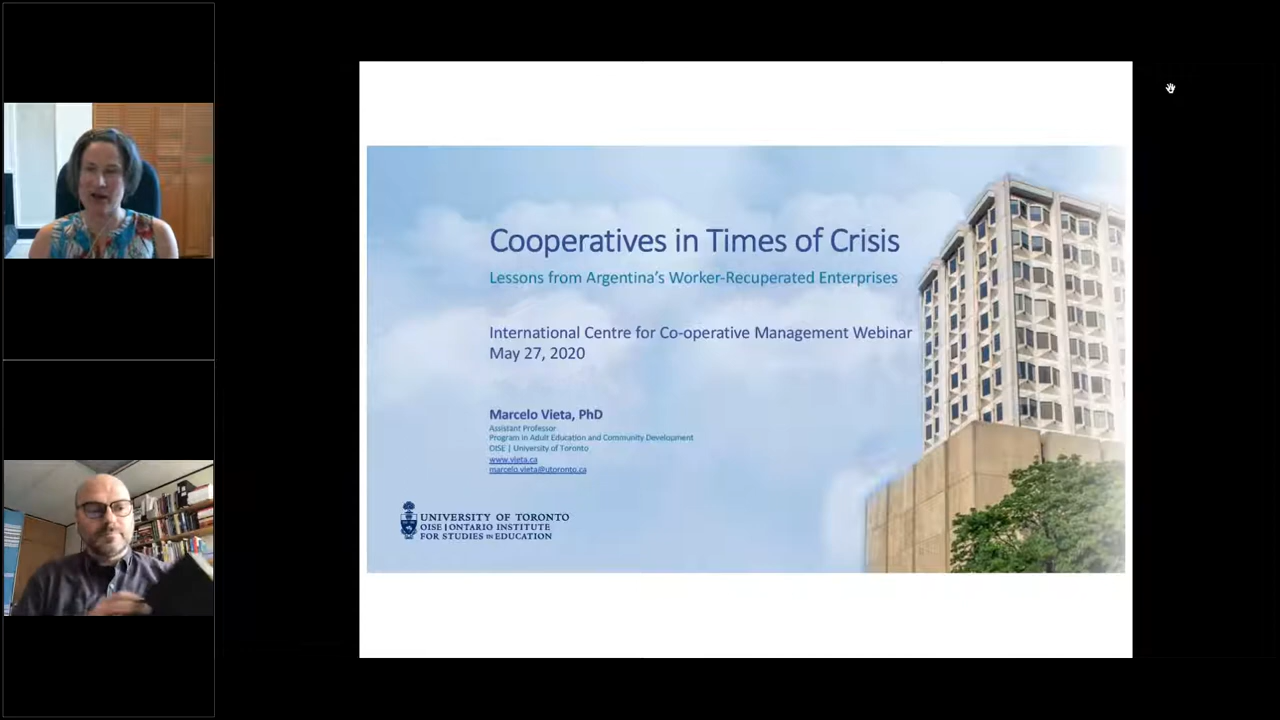 Cooperatives in Times of Crisis
Lessons from Argentina's Worker-Recuperated Enterprises
International Centre for Co-operative Management Webinar
May 27, 2020
Marcelo Vieta, PhD
Assistant Professor
Program in Adult Education and Community Development
OISE | University of Toronto
www.vieta.ca
marcelo.vieta@utoronto.ca
UNIVERSITY OF TORONTO
OISE | ONTARIO INSTITUTE
FOR STUDIES IN EDUCATION